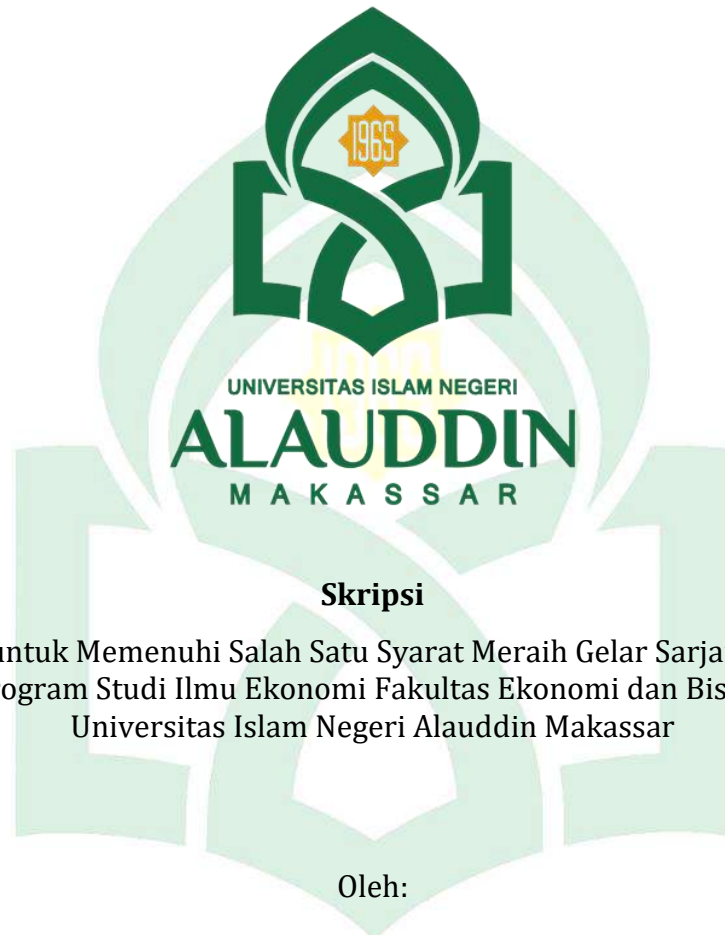 1965
UNIVERSITAS ISLAM NEGERI
ALAUDDIN
MAKASSAR
Skripsi
untuk Memenuhi Salah Satu Syarat Meraih Gelar
Program Studi Ilmu Ekonomi Fakultas Ekonomi dan
Universitas Islam Negeri Alauddin Makassar
Oleh: